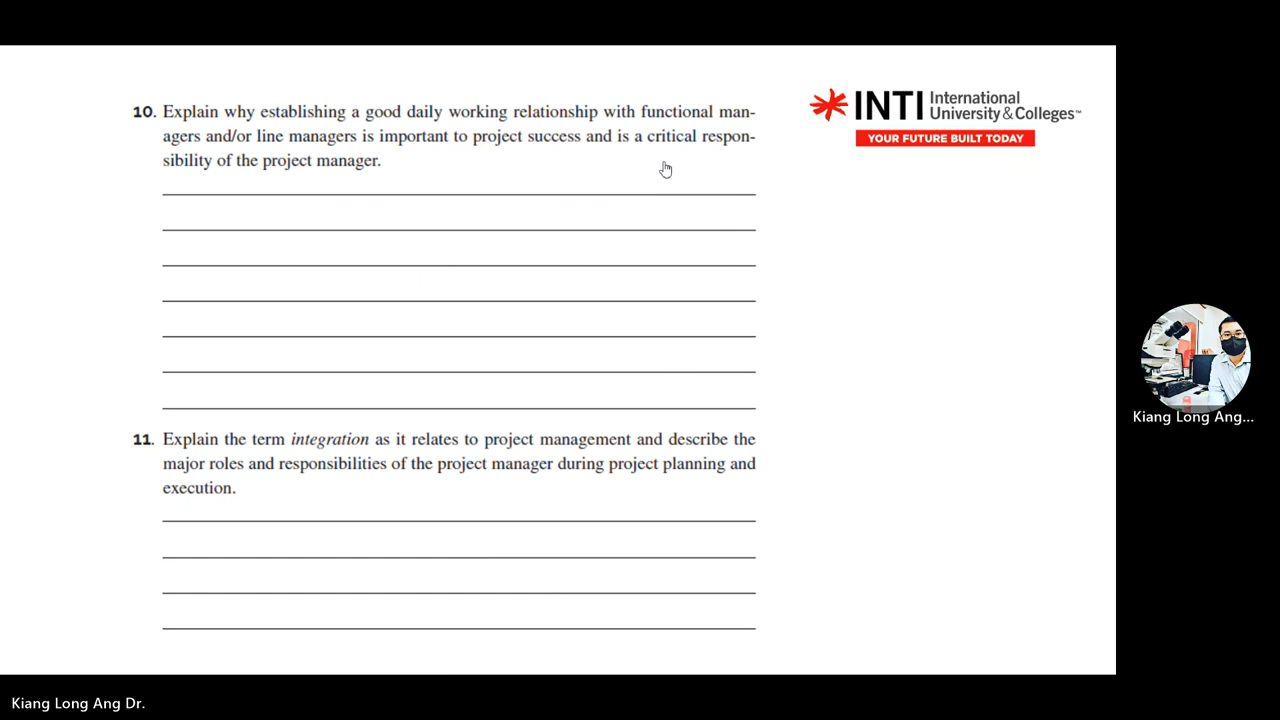 10. Explain why establishing a good daily working relationship with functional man-
agers and/or line managers is important to project success and is a critical respon-
sibility of the project manager.
INTI International
University & Colleges™
YOUR FUTURE BUILT TODAY
11. Explain the term integration as it relates to project management and describe the
major roles and responsibilities of the project manager during project planning and
execution.
Kiang Long Ang...
Kiang Long Ang Dr.